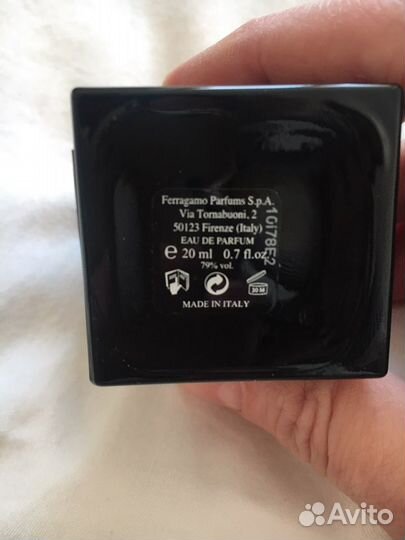 Ferragamo Parfums S.p.A.
Via Tornabuoni, 2
50123 Firenze (Italy)
EAU DE PARFUM
e 20 ml 0.7 fl.oz
79% vol.
30 M
MADE IN ITALY
1GI78E2
Avito